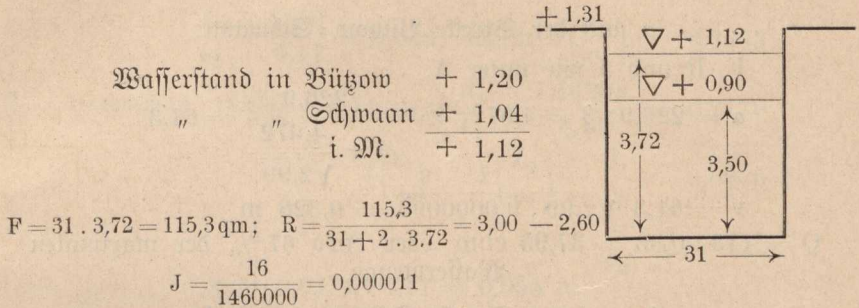 + 1,31
▽ + 1,12
Wasserstand in Bützow + 1,20
▽ + 0,90
" " Schwaan + 1,04
i. M. + 1,12
3,72
3,50
F = 31 . 3,72 = 115,3 qm; R = 115,3 / 31 + 2 . 3.72 = 3,00 — 2,60
31
J = 16 / 1460000 = 0,000011